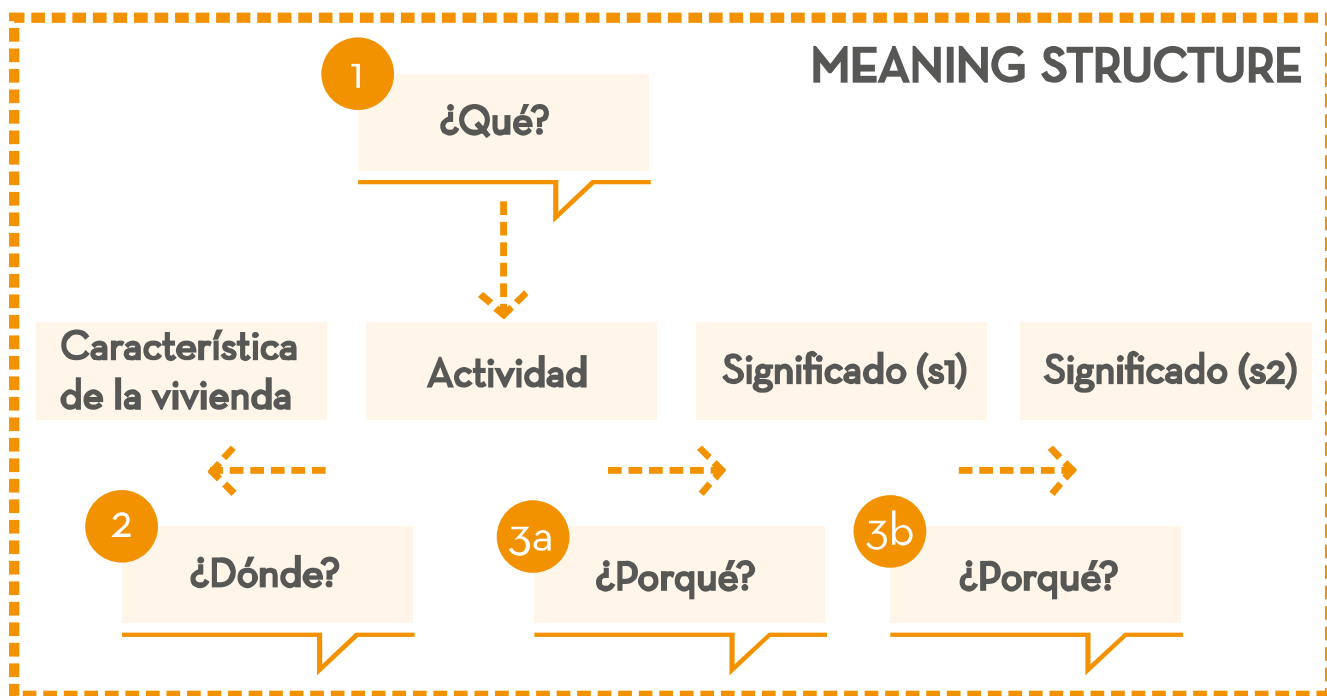 MEANING STRUCTURE
1
¿Qué?
Característica
de la vivienda
Actividad
Significado (s1)
Significado (s2)
2
¿Dónde?
3a
¿Porqué?
3b
¿Porqué?